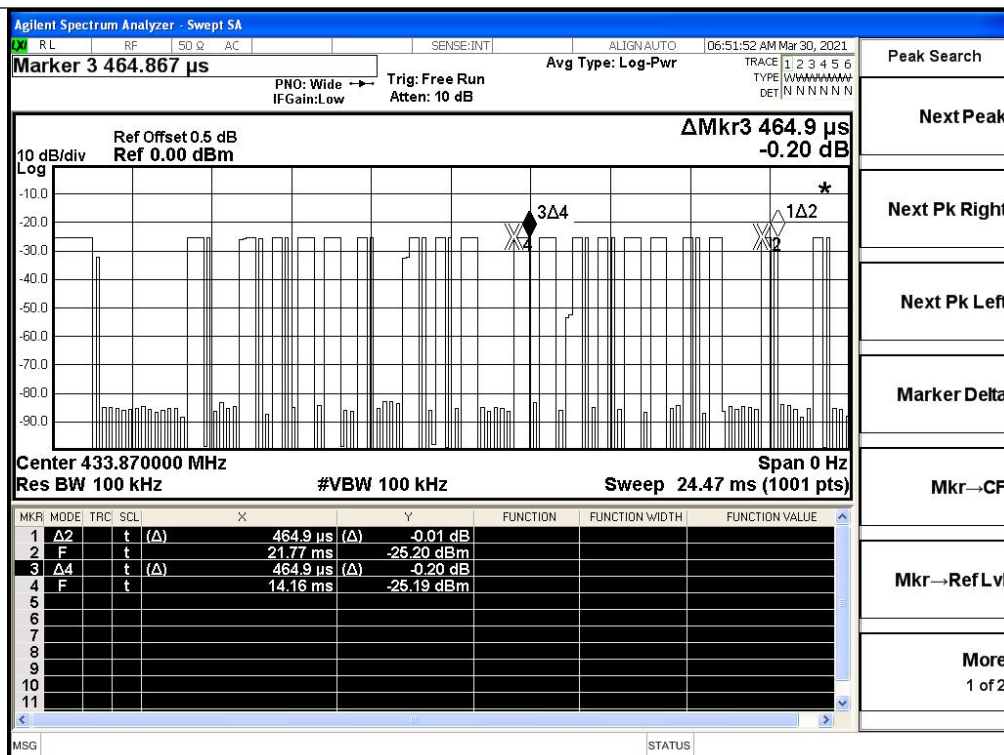 Agilent Spectrum Analyzer - Swept SA
LXI RL RF 50 Ω AC SENSE:INT ALIGN AUTO 06:51:52 AM Mar 30, 2021
Marker 3 464.867 µs
PNO: Wide
IFGain:Low
Trig: Free Run
Atten: 10 dB
Avg Type: Log-Pwr
TRACE 1 2 3 4 5 6
TYPE WWWWWW
DET N N N N N N
Peak Search
Next Peak
Next Pk Right
Next Pk Left
Marker Delta
Mkr→CF
Mkr→Ref Lvl
More
1 of 2
ΔMkr3 464.9 µs
-0.20 dB
Ref Offset 0.5 dB
10 dB/div Ref 0.00 dBm
Log
-10.0
-20.0
-30.0
-40.0
-50.0
-60.0
-70.0
-80.0
-90.0
3Δ4
4
*
1Δ2
2
Center 433.870000 MHz Span 0 Hz
Res BW 100 kHz #VBW 100 kHz Sweep 24.47 ms (1001 pts)
MKR MODE TRC SCL X Y FUNCTION FUNCTION WIDTH FUNCTION VALUE
1 Δ2 t (Δ) 464.9 µs (Δ) -0.01 dB
2 F t 21.77 ms -25.20 dBm
3 Δ4 t (Δ) 464.9 µs (Δ) -0.20 dB
4 F t 14.16 ms -25.19 dBm
5
6
7
8
9
10
11
MSG STATUS